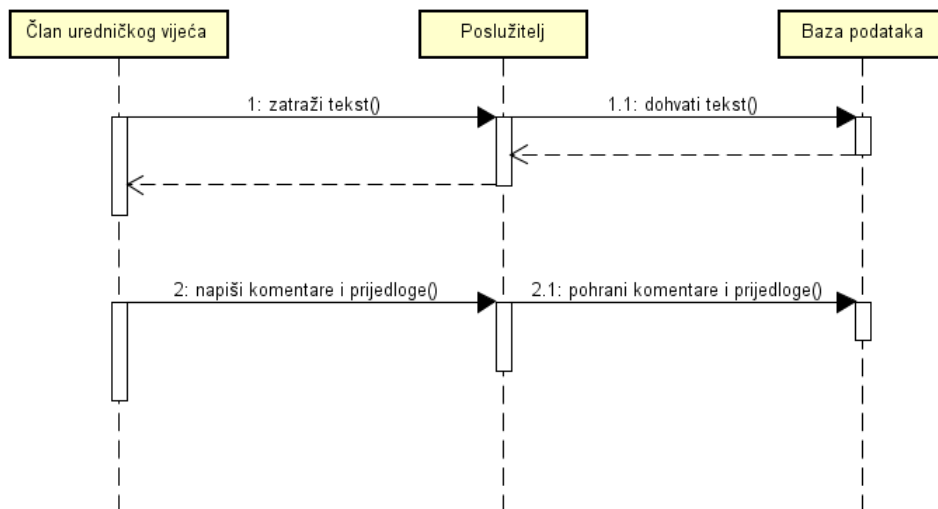 Član uredničkog vijeća
Poslužitelj
Baza podataka
1: zatraži tekst()
1.1: dohvati tekst()
2: napiši komentare i prijedloge()
2.1: pohrani komentare i prijedloge()